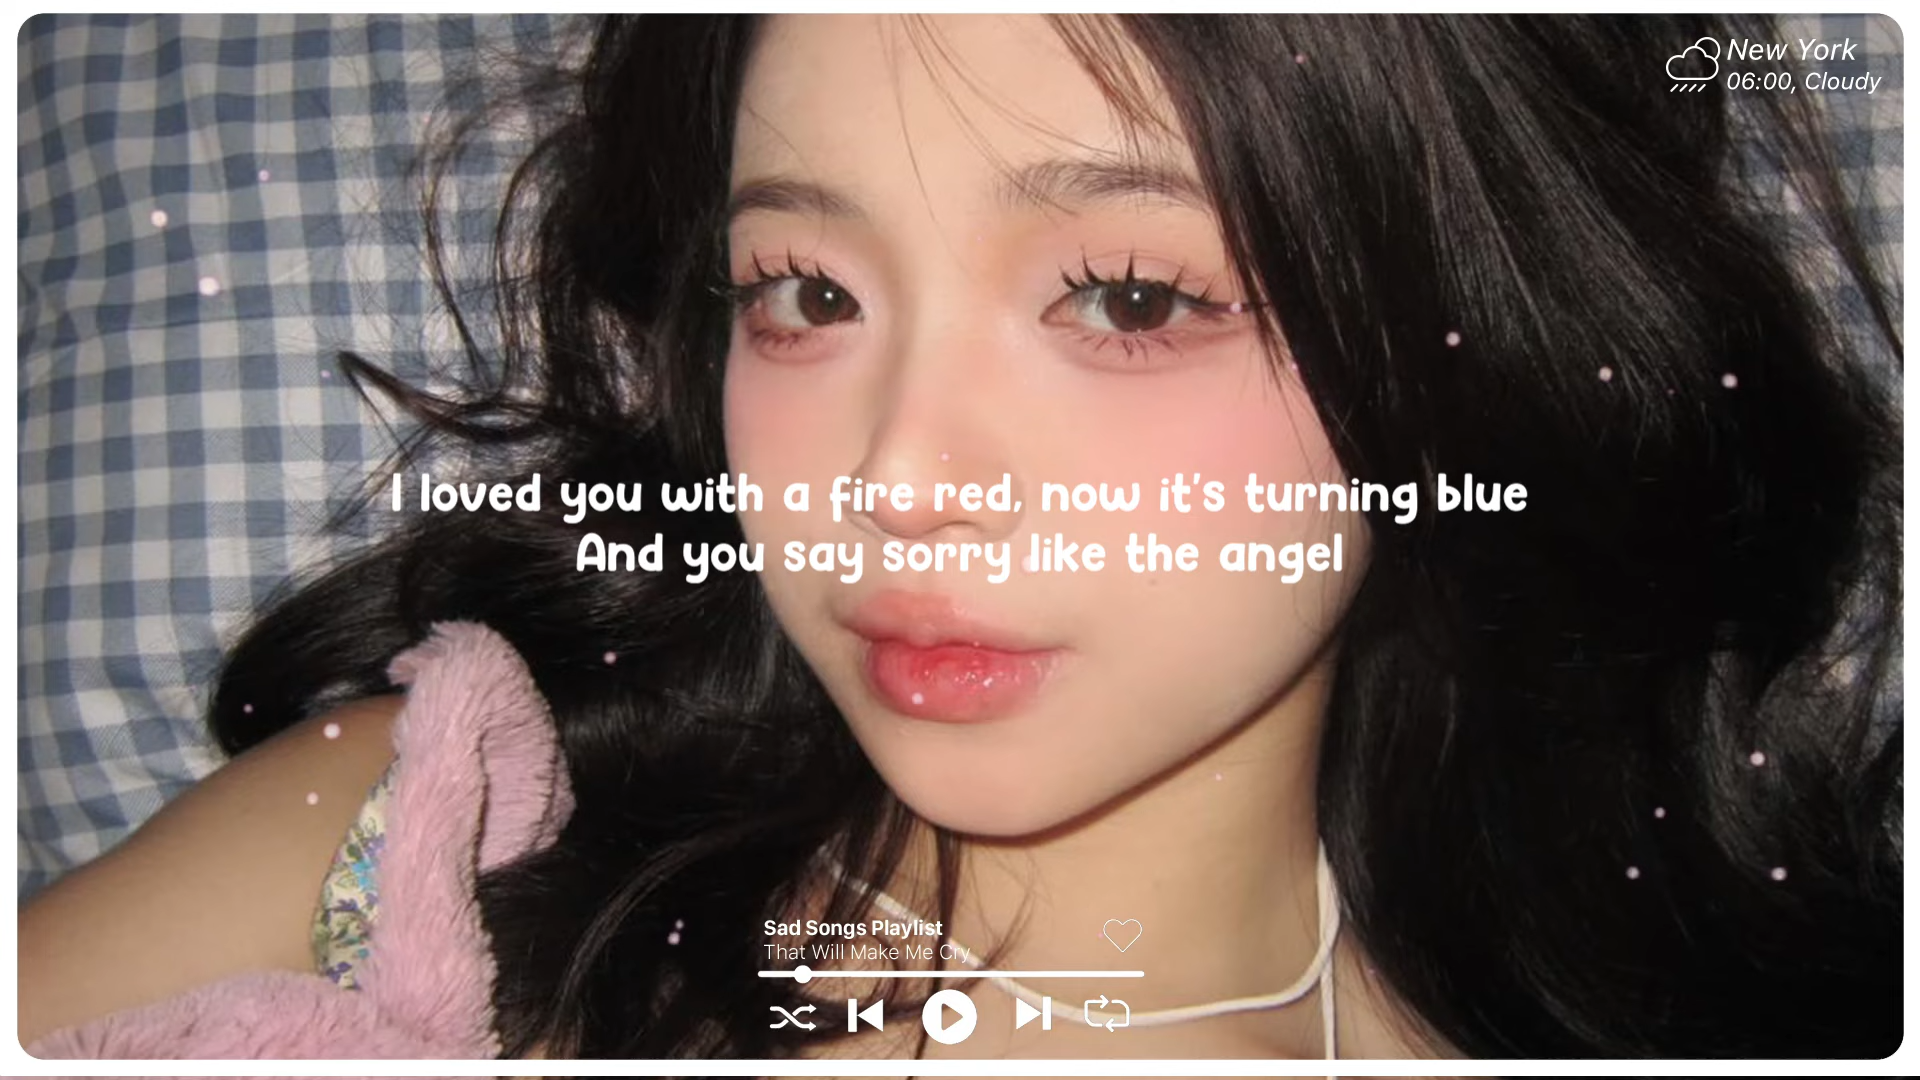 New York
06:00, Cloudy
I loved you with a fire red, now it's turning blue
And you say sorry like the angel
Sad Songs Playlist
That Will Make Me Cry